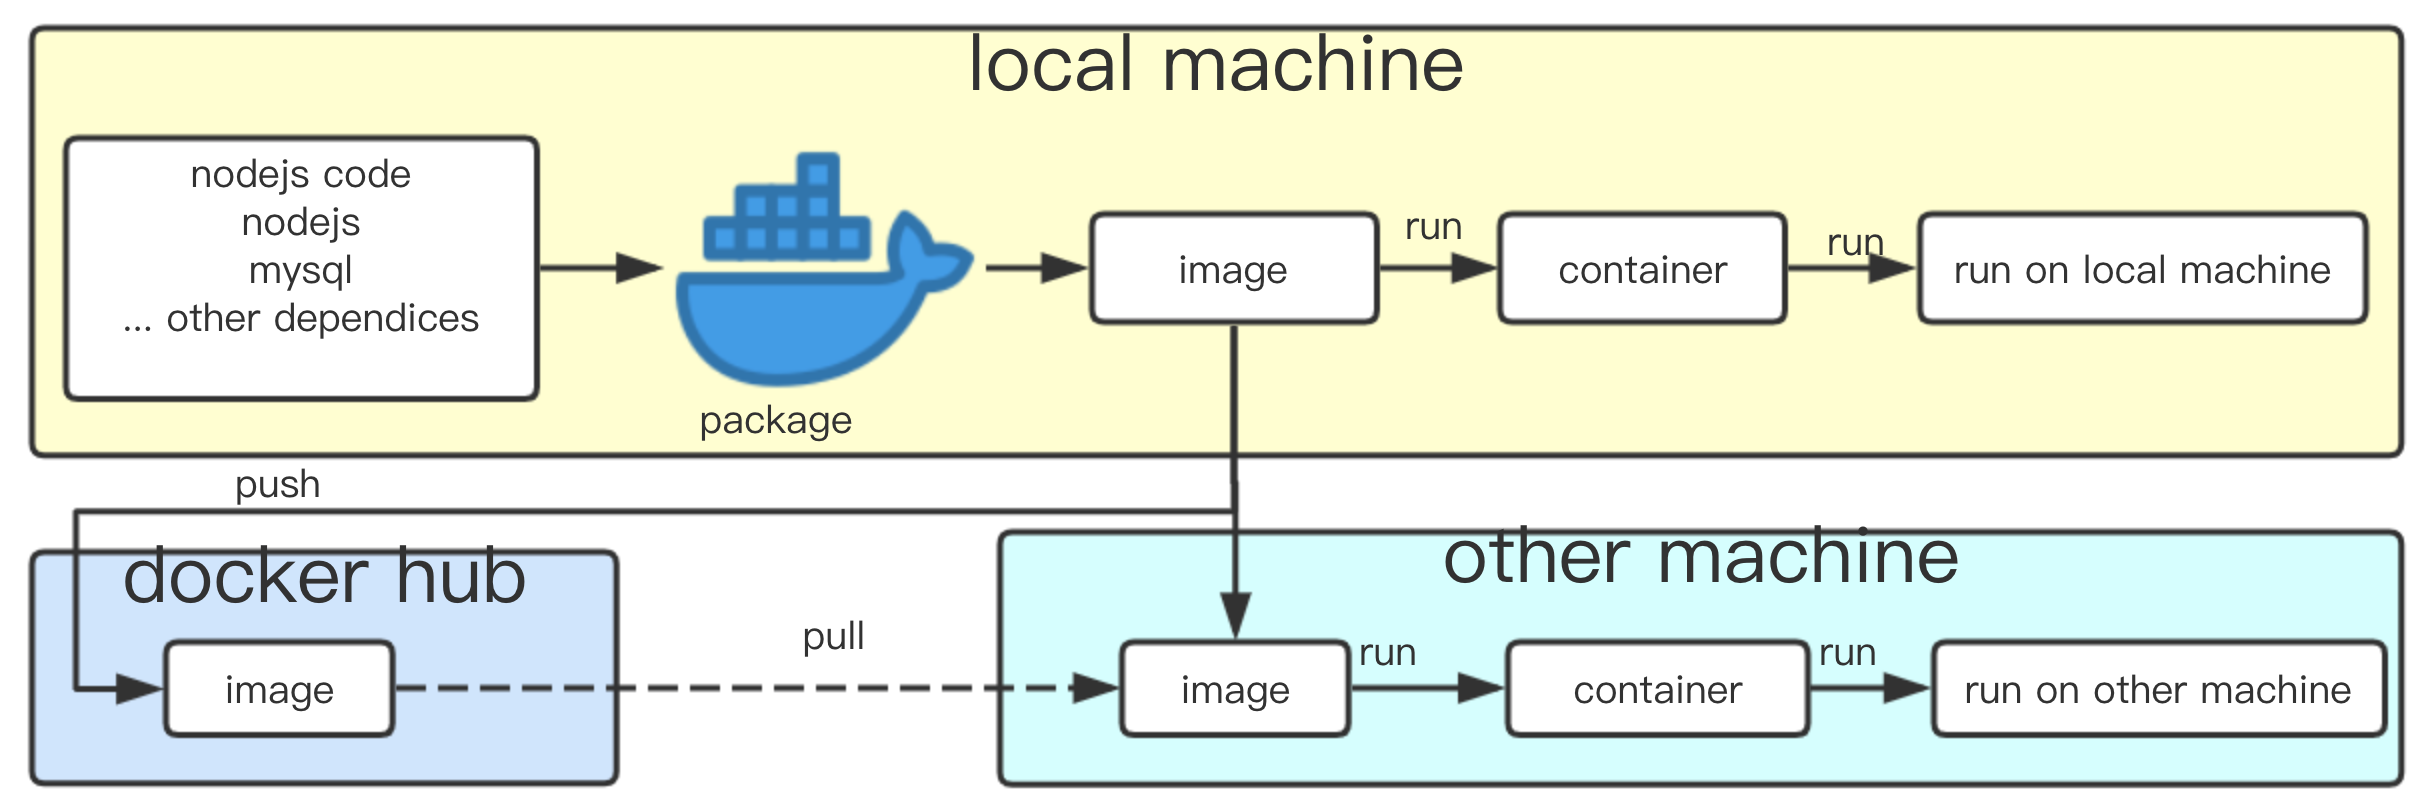 local machine
nodejs code
nodejs
mysql
... other dependices
package
image
run
container
run
run on local machine
push
docker hub
image
pull
other machine
image
run
container
run
run on other machine